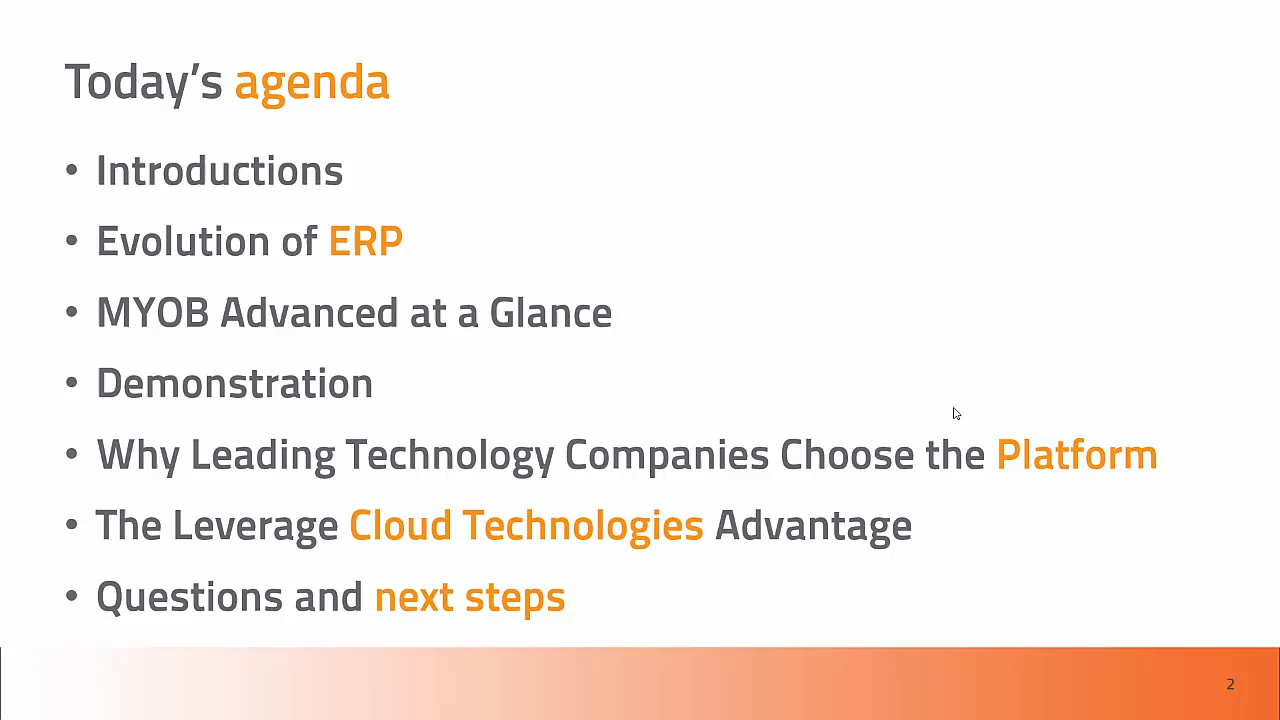 Today's agenda
• Introductions
• Evolution of ERP
• MYOB Advanced at a Glance
• Demonstration
• Why Leading Technology Companies Choose the Platform
• The Leverage Cloud Technologies Advantage
• Questions and next steps
2